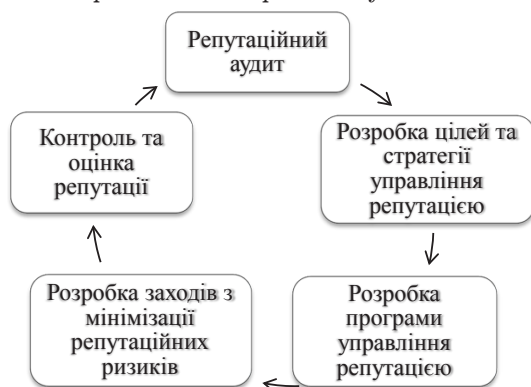 Репутаційний
аудит
Розробка цілей та
стратегії
управління
репутацією
Розробка
програми
управління
репутацією
Розробка заходів з
мінімізації
репутаційних
ризиків
Контроль та
оцінка
репутації